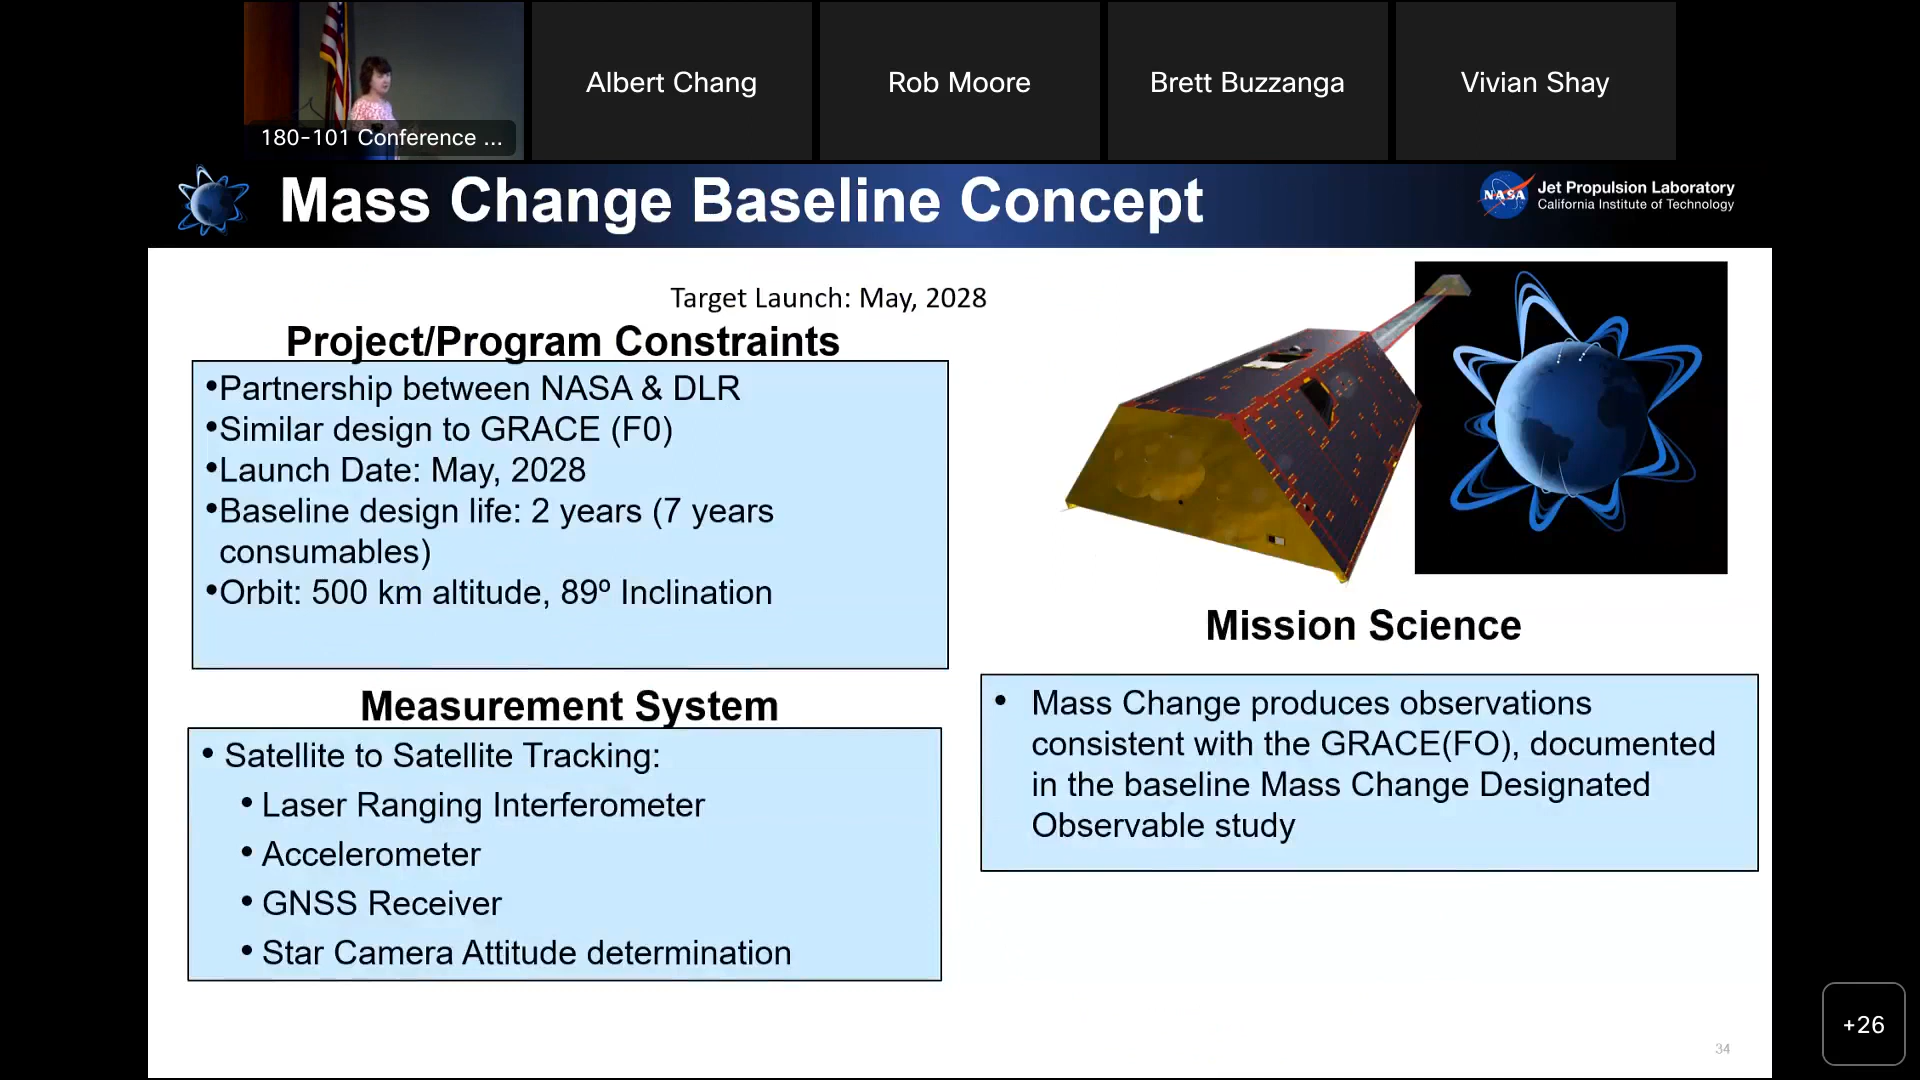 180-101 Conference ...
Albert Chang
Rob Moore
Brett Buzzanga
Vivian Shay
Mass Change Baseline Concept
NASA
Jet Propulsion Laboratory
California Institute of Technology
Target Launch: May, 2028
Project/Program Constraints
•Partnership between NASA & DLR
•Similar design to GRACE (F0)
•Launch Date: May, 2028
•Baseline design life: 2 years (7 years
consumables)
•Orbit: 500 km altitude, 89º Inclination
Measurement System
• Satellite to Satellite Tracking:
• Laser Ranging Interferometer
• Accelerometer
• GNSS Receiver
• Star Camera Attitude determination
Mission Science
• Mass Change produces observations
consistent with the GRACE(FO), documented
in the baseline Mass Change Designated
Observable study
34
+26